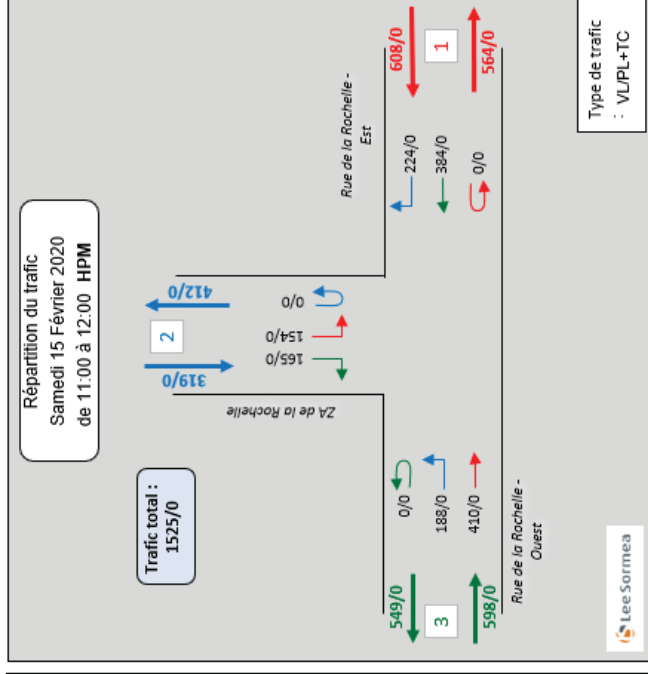 Répartition du trafic
Samedi 15 Février 2020
de 11:00 à 12:00 HPM
Trafic total :
1525/0
412/0
2
319/0
0/0
154/0
165/0
ZA de la Rochelle
Rue de la Rochelle -
Est
608/0
1
564/0
224/0
384/0
0/0
549/0
3
598/0
0/0
188/0
410/0
Rue de la Rochelle -
Ouest
Type de trafic
: VL/PL+TC
Lee Sormea